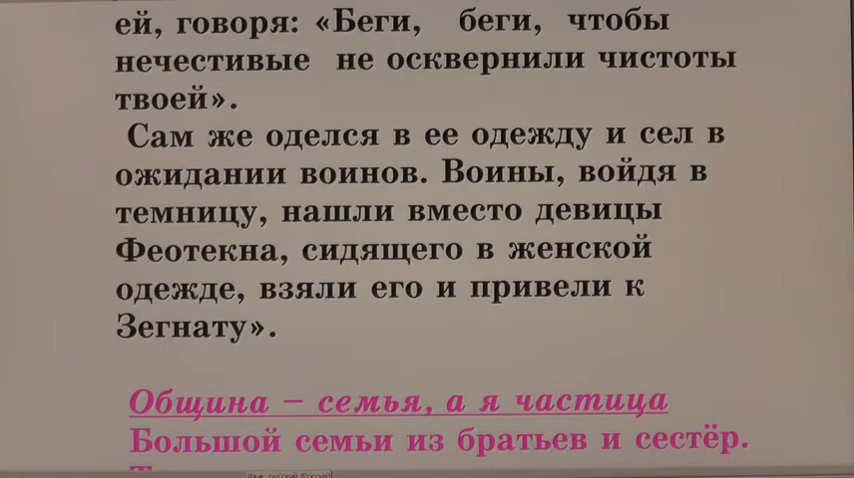 ей, говоря: «Беги, беги, чтобы
нечестивые не осквернили чистоты
твоей».
Сам же оделся в ее одежду и сел в
ожидании воинов. Воины, войдя в
темницу, нашли вместо девицы
Феотекна, сидящего в женской
одежде, взяли его и привели к
Зегнату».
Община – семья, а я частица
Большой семьи из братьев и сестёр.